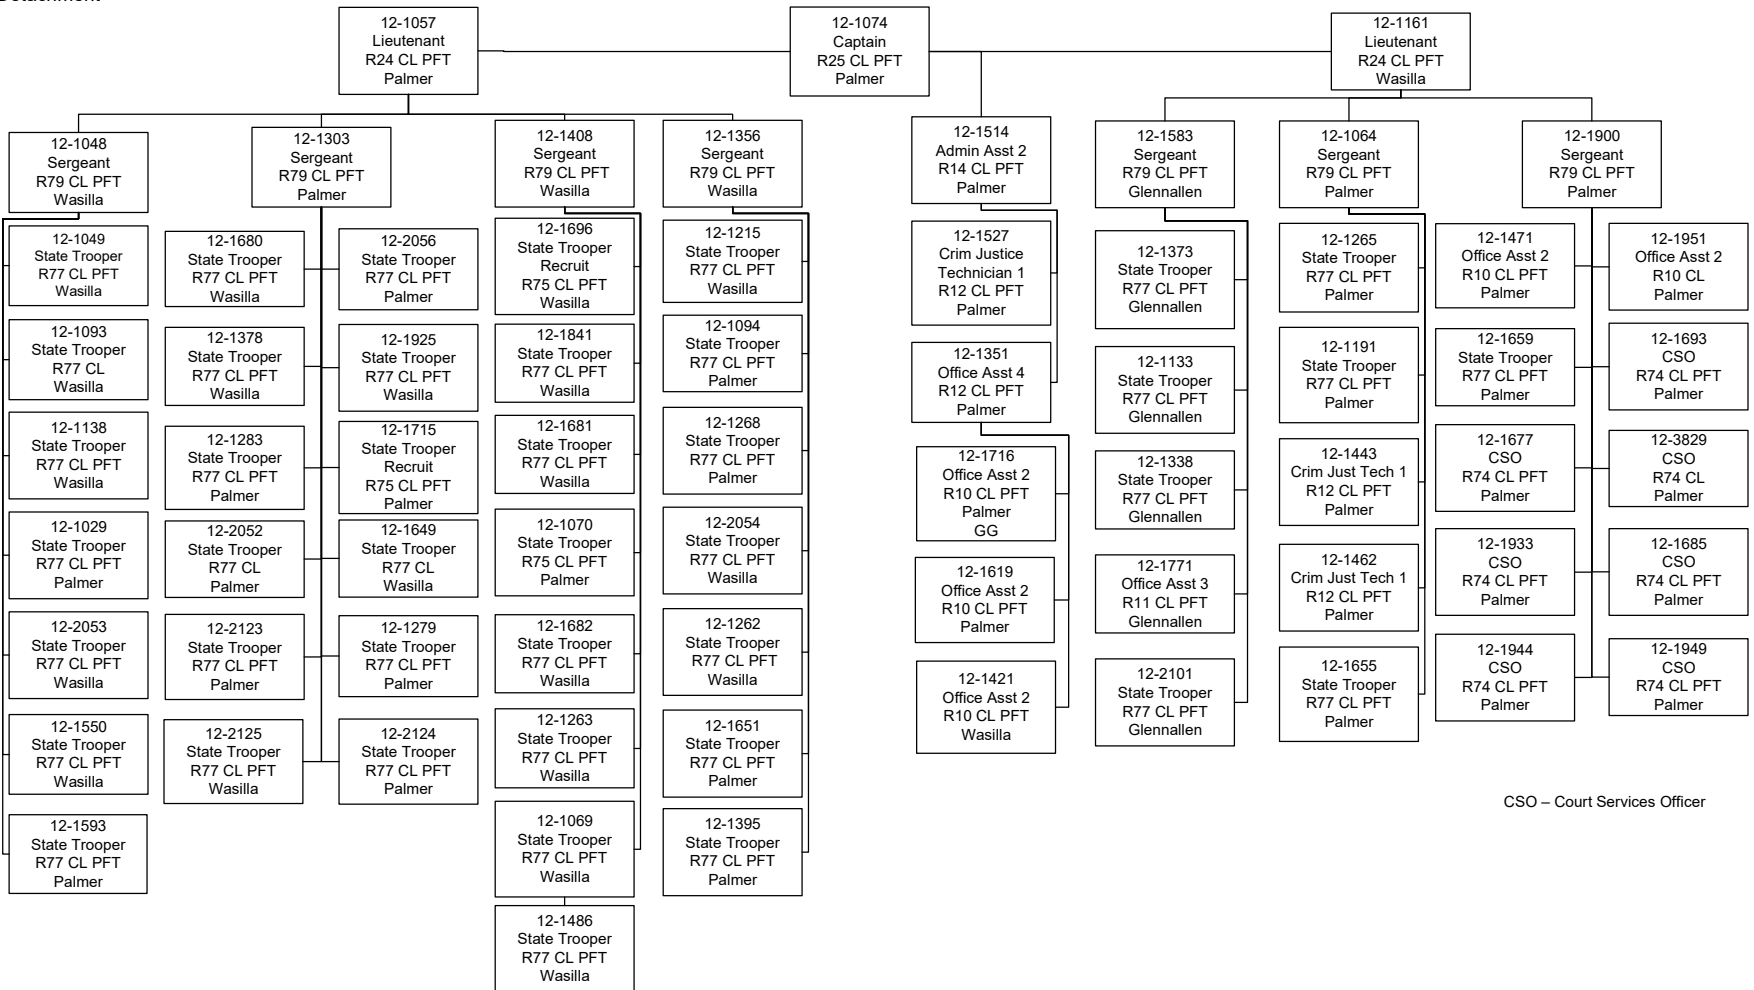 12-1057
Lieutenant
R24 CL PFT
Palmer
12-1074
Captain
R25 CL PFT
Palmer
12-1161
Lieutenant
R24 CL PFT
Wasilla
12-1048
Sergeant
R79 CL PFT
Wasilla
12-1303
Sergeant
R79 CL PFT
Palmer
12-1408
Sergeant
R79 CL PFT
Wasilla
12-1356
Sergeant
R79 CL PFT
Wasilla
12-1514
Admin Asst 2
R14 CL PFT
Palmer
12-1583
Sergeant
R79 CL PFT
Glennallen
12-1064
Sergeant
R79 CL PFT
Palmer
12-1900
Sergeant
R79 CL PFT
Palmer
12-1049
State Trooper
R77 CL PFT
Wasilla
12-1093
State Trooper
R77 CL
Wasilla
12-1138
State Trooper
R77 CL PFT
Wasilla
12-1029
State Trooper
R77 CL PFT
Palmer
12-2053
State Trooper
R77 CL PFT
Wasilla
12-1550
State Trooper
R77 CL PFT
Wasilla
12-1593
State Trooper
R77 CL PFT
Palmer
12-1680
State Trooper
R77 CL PFT
Wasilla
12-1378
State Trooper
R77 CL PFT
Wasilla
12-1283
State Trooper
R77 CL PFT
Palmer
12-2052
State Trooper
R77 CL
Palmer
12-2123
State Trooper
R77 CL PFT
Palmer
12-2125
State Trooper
R77 CL PFT
Wasilla
12-2056
State Trooper
R77 CL PFT
Palmer
12-1925
State Trooper
R77 CL PFT
Wasilla
12-1715
State Trooper
Recruit
R75 CL PFT
Palmer
12-1649
State Trooper
R77 CL
Wasilla
12-1279
State Trooper
R77 CL PFT
Palmer
12-2124
State Trooper
R77 CL PFT
Palmer
12-1696
State Trooper
Recruit
R75 CL PFT
Wasilla
12-1841
State Trooper
R77 CL PFT
Wasilla
12-1681
State Trooper
R77 CL PFT
Wasilla
12-1070
State Trooper
R75 CL PFT
Palmer
12-1682
State Trooper
R77 CL PFT
Wasilla
12-1263
State Trooper
R77 CL PFT
Wasilla
12-1069
State Trooper
R77 CL PFT
Wasilla
12-1486
State Trooper
R77 CL PFT
Wasilla
12-1215
State Trooper
R77 CL PFT
Wasilla
12-1094
State Trooper
R77 CL PFT
Palmer
12-1268
State Trooper
R77 CL PFT
Palmer
12-2054
State Trooper
R77 CL PFT
Wasilla
12-1262
State Trooper
R77 CL PFT
Wasilla
12-1651
State Trooper
R77 CL PFT
Palmer
12-1395
State Trooper
R77 CL PFT
Palmer
12-1527
Crim Justice
Technician 1
R12 CL PFT
Palmer
12-1351
Office Asst 4
R12 CL PFT
Palmer
12-1716
Office Asst 2
R10 CL PFT
Palmer
GG
12-1619
Office Asst 2
R10 CL PFT
Palmer
12-1421
Office Asst 2
R10 CL PFT
Wasilla
12-1373
State Trooper
R77 CL PFT
Glennallen
12-1133
State Trooper
R77 CL PFT
Glennallen
12-1338
State Trooper
R77 CL PFT
Glennallen
12-1771
Office Asst 3
R11 CL PFT
Glennallen
12-2101
State Trooper
R77 CL PFT
Glennallen
12-1265
State Trooper
R77 CL PFT
Palmer
12-1191
State Trooper
R77 CL PFT
Palmer
12-1443
Crim Just Tech 1
R12 CL PFT
Palmer
12-1462
Crim Just Tech 1
R12 CL PFT
Palmer
12-1655
State Trooper
R77 CL PFT
Palmer
12-1471
Office Asst 2
R10 CL PFT
Palmer
12-1659
State Trooper
R77 CL PFT
Palmer
12-1677
CSO
R74 CL PFT
Palmer
12-1933
CSO
R74 CL PFT
Palmer
12-1944
CSO
R74 CL PFT
Palmer
12-1951
Office Asst 2
R10 CL
Palmer
12-1693
CSO
R74 CL PFT
Palmer
12-3829
CSO
R74 CL
Palmer
12-1685
CSO
R74 CL PFT
Palmer
12-1949
CSO
R74 CL PFT
Palmer
CSO – Court Services Officer